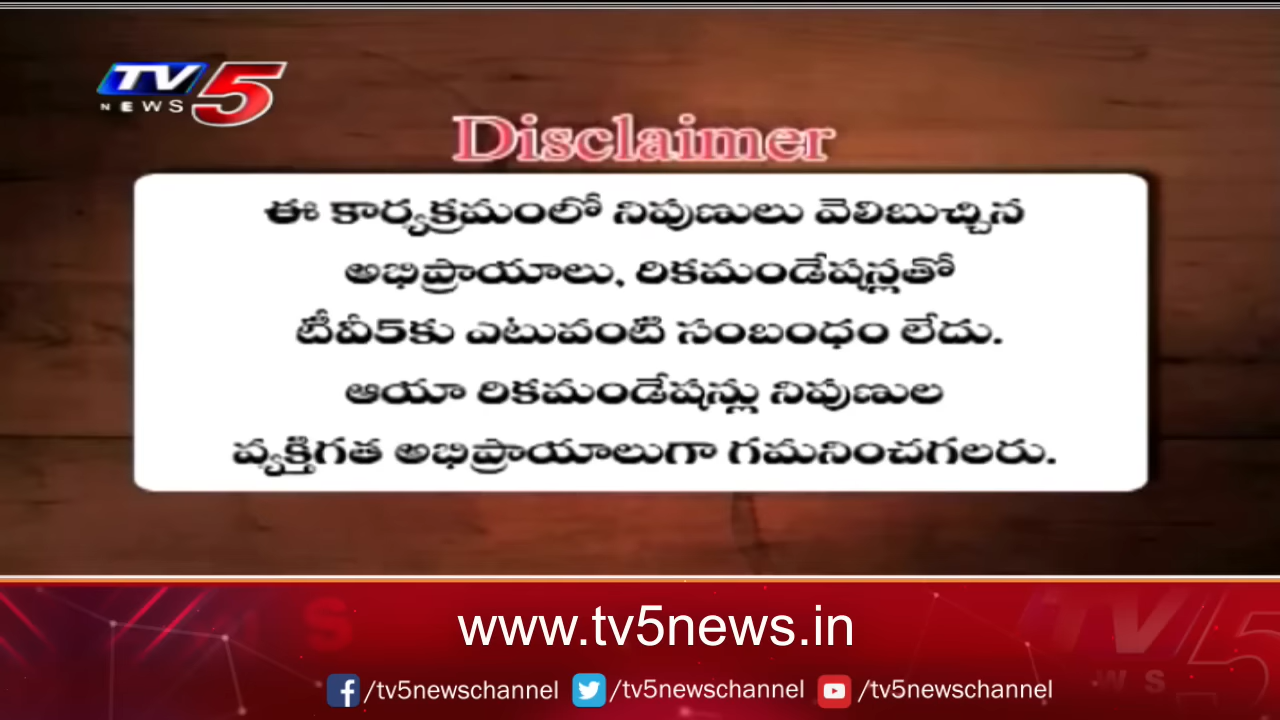 TV5
NEWS
Disclaimer
ఈ కార్యక్రమంలో నిపుణులు వెలిబుచ్చిన
అభిప్రాయాలు, రికమండేషన్లతో
టీవీ5కు ఎటువంటి సంబంధం లేదు.
ఆయా రికమండేషన్లు నిపుణుల
వ్యక్తిగత అభిప్రాయాలుగా గమనించగలరు.
www.tv5news.in
/tv5newschannel /tv5newschannel /tv5newschannel